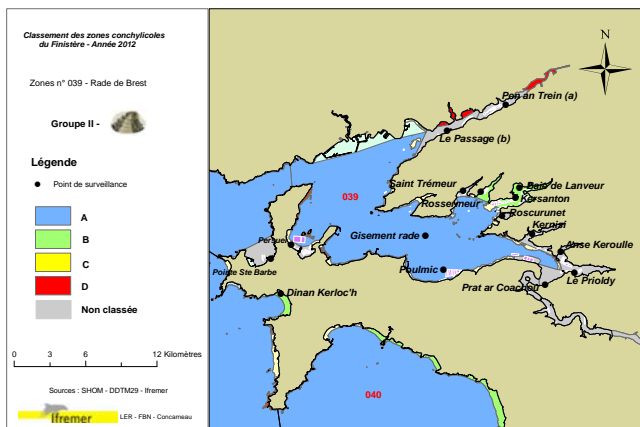 Classement des zones conchylicoles
du Finistère - Année 2012
Zones n° 039 - Rade de Brest
Groupe II -
Légende
Point de surveillance
A
B
C
D
Non classée
0 3 6 12 Kilomètres
Sources : SHOM - DDTM29 - Ifremer
Ifremer
LER - FBN - Concarneau
N
Pen an Trein (a)
Le Passage (b)
039
Saint Trémeur
Baie de Lanveur
Rossermeur
Kersanton
Roscurunet
Kernisi
Gisement rade
Persuel
Anse Keroulle
Pointe Ste Barbe
Poulmic
Le Prioldy
Prat ar Coachou
Dinan Kerloc'h
040